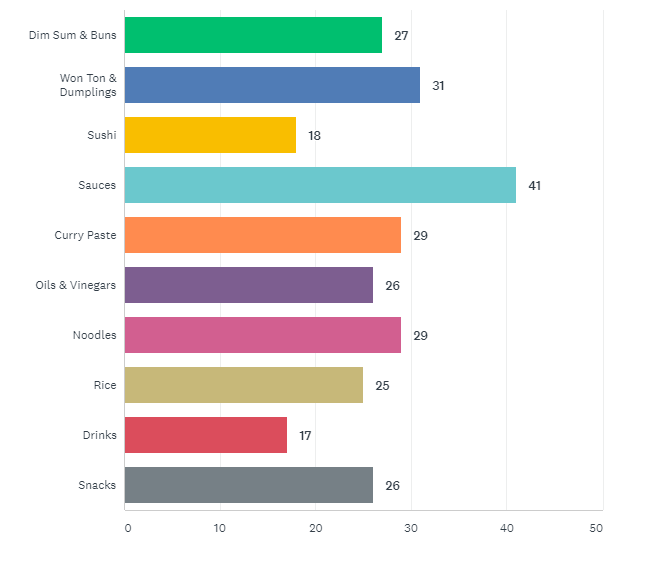 Dim Sum & Buns
27
Won Ton &
Dumplings
31
Sushi
18
Sauces
41
Curry Paste
29
Oils & Vinegars
26
Noodles
29
Rice
25
Drinks
17
Snacks
26
0 10 20 30 40 50